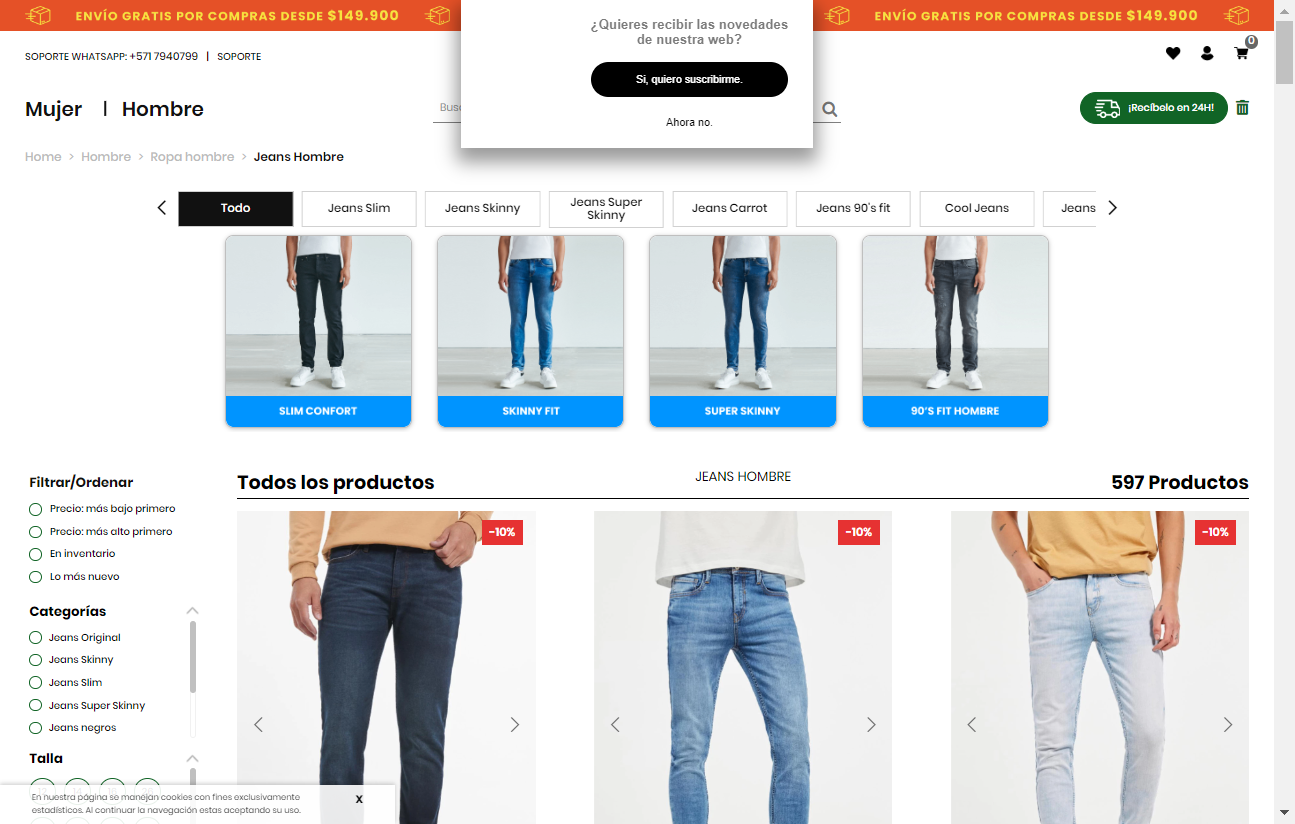 ENVÍO GRATIS POR COMPRAS DESDE $149.900
ENVÍO GRATIS POR COMPRAS DESDE $149.900
¿Quieres recibir las novedades
de nuestra web?
Si, quiero suscribirme.
Ahora no.
SOPORTE WHATSAPP: +571 7940799 | SOPORTE
0
Mujer | Hombre
Busc
¡Recíbelo en 24H!
Home > Hombre > Ropa hombre > Jeans Hombre
Todo
Jeans Slim
Jeans Skinny
Jeans Super
Skinny
Jeans Carrot
Jeans 90's fit
Cool Jeans
Jeans
SLIM CONFORT
SKINNY FIT
SUPER SKINNY
90'S FIT HOMBRE
Filtrar/Ordenar
Precio: más bajo primero
Precio: más alto primero
En inventario
Lo más nuevo
Categorías
Jeans Original
Jeans Skinny
Jeans Slim
Jeans Super Skinny
Jeans negros
Talla
Todos los productos
JEANS HOMBRE
597 Productos
-10%
-10%
-10%
En nuestra página se manejan cookies con fines exclusivamente
estadísticos. Al continuar la navegación estas aceptando su uso.
X